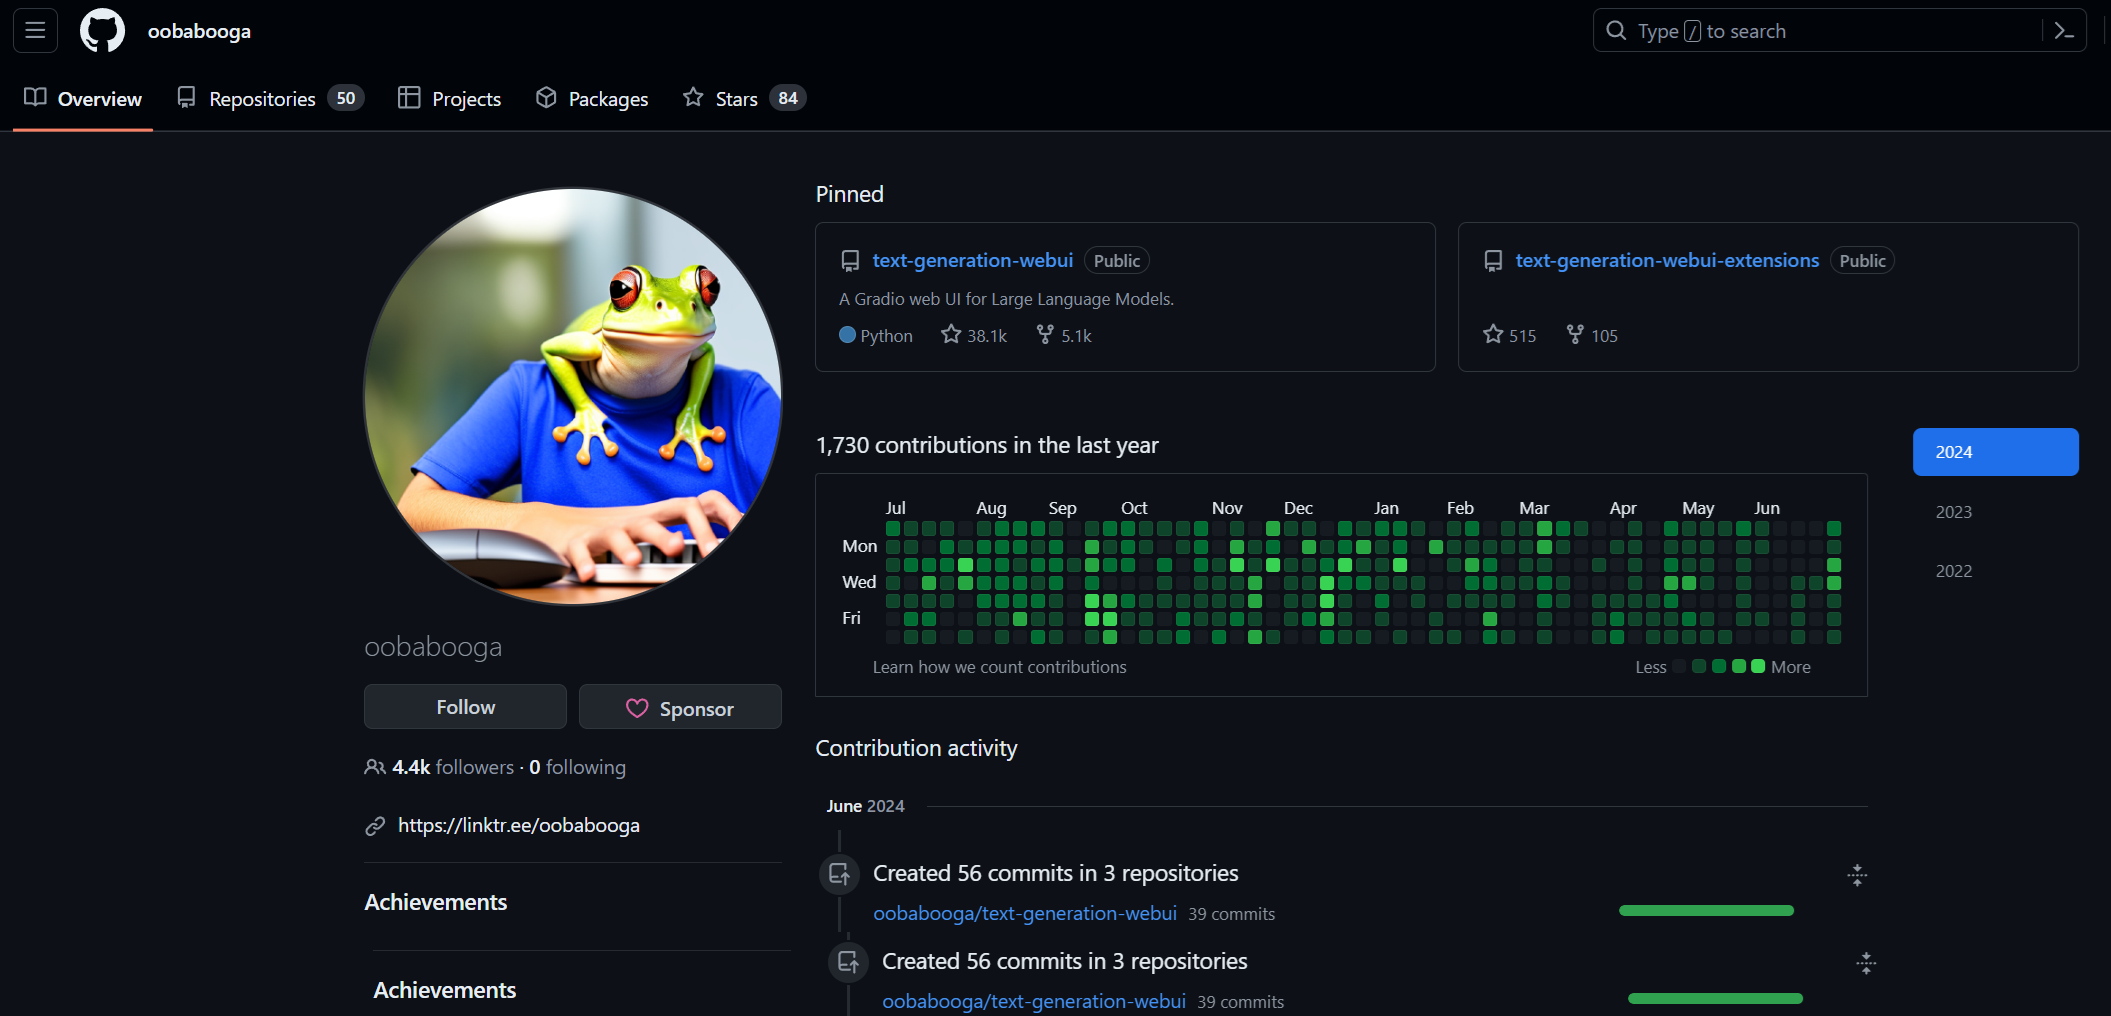 oobabooga
Type / to search
Overview
Repositories 50
Projects
Packages
Stars 84
oobabooga
Follow
Sponsor
4.4k followers · 0 following
https://linktr.ee/oobabooga
Achievements
Achievements
Pinned
text-generation-webui Public
A Gradio web UI for Large Language Models.
Python 38.1k 5.1k
text-generation-webui-extensions Public
515 105
1,730 contributions in the last year
Jul Aug Sep Oct Nov Dec Jan Feb Mar Apr May Jun
Mon
Wed
Fri
Learn how we count contributions
Less More
2024
2023
2022
Contribution activity
June 2024
Created 56 commits in 3 repositories
oobabooga/text-generation-webui 39 commits
Created 56 commits in 3 repositories
oobabooga/text-generation-webui 39 commits